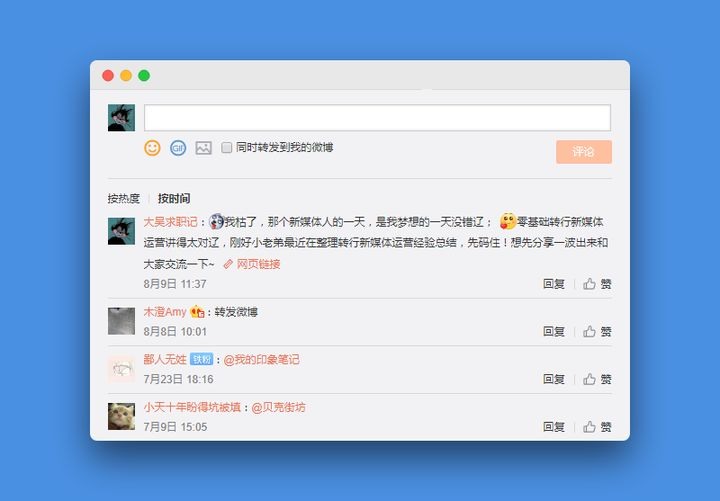 GIF 同时转发到我的微博 评论
按热度 | 按时间
大吴求职记：我枯了，那个新媒体人的一天，是我梦想的一天没错辽； 零基础转行新媒体
运营讲得太对辽，刚好小老弟最近在整理转行新媒体运营经验总结，先码住！想先分享一波出来和
大家交流一下~ 网页链接
8月9日 11:37 回复 | 赞
木澄Amy ：转发微博
8月8日 10:01 回复 | 赞
鄙人无姓 铁粉：@我的印象笔记
7月23日 18:16 回复 | 赞
小天十年盼得坑被填：@贝克街坊
7月9日 15:05 回复 | 赞